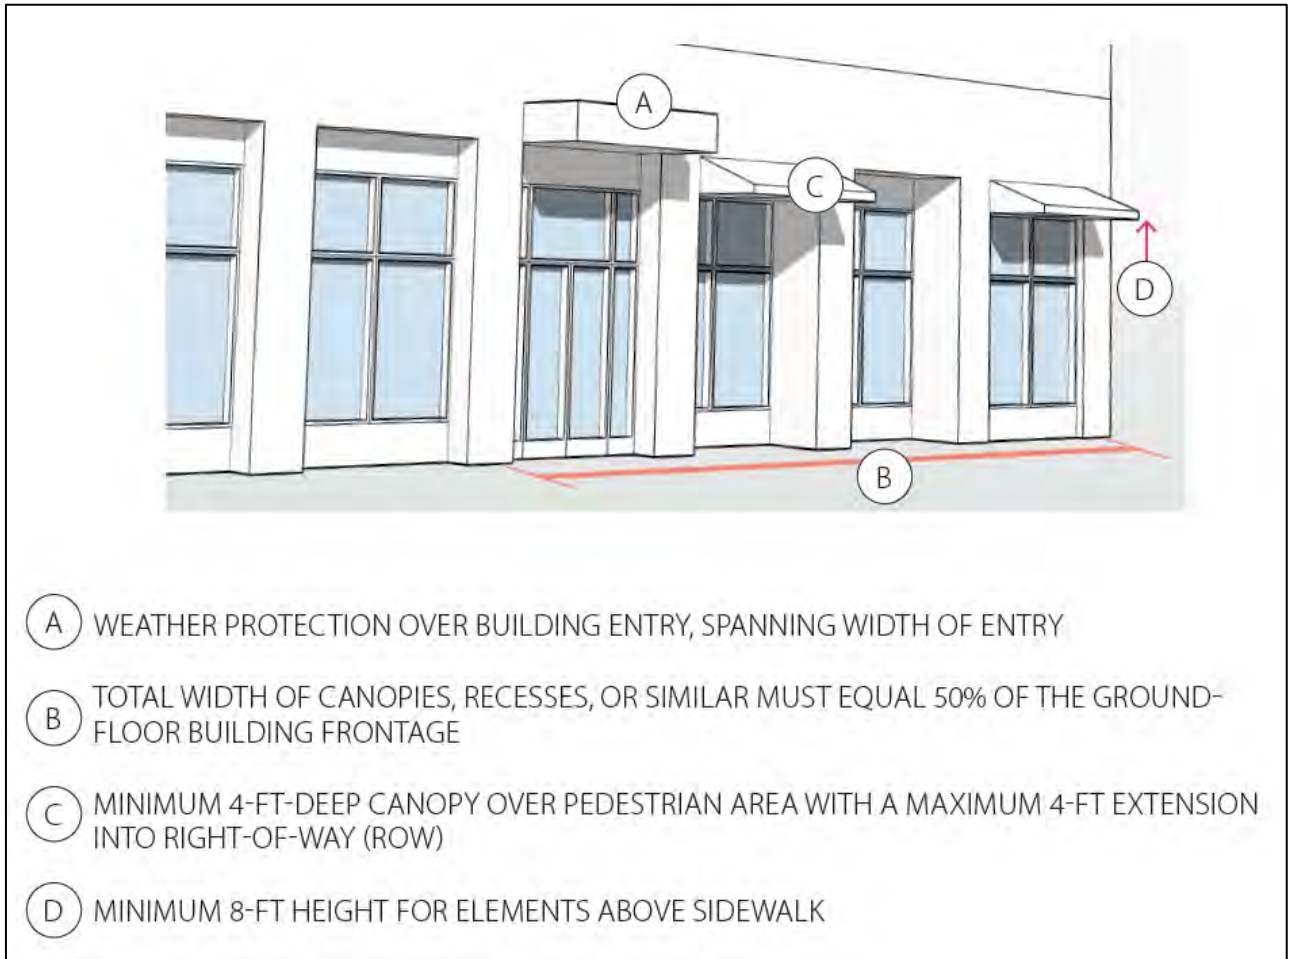 A
C
D
B
A WEATHER PROTECTION OVER BUILDING ENTRY, SPANNING WIDTH OF ENTRY
B TOTAL WIDTH OF CANOPIES, RECESSES, OR SIMILAR MUST EQUAL 50% OF THE GROUND-
FLOOR BUILDING FRONTAGE
C MINIMUM 4-FT-DEEP CANOPY OVER PEDESTRIAN AREA WITH A MAXIMUM 4-FT EXTENSION
INTO RIGHT-OF-WAY (ROW)
D MINIMUM 8-FT HEIGHT FOR ELEMENTS ABOVE SIDEWALK